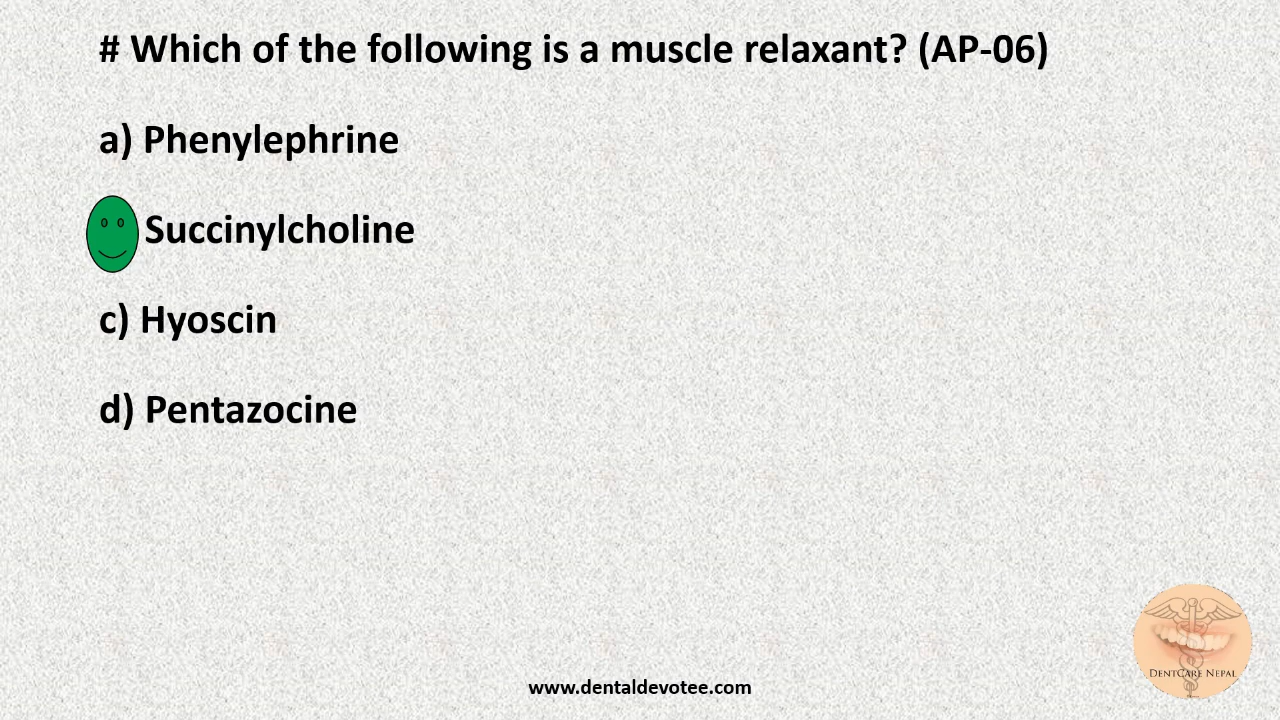 # Which of the following is a muscle relaxant? (AP-06)
a) Phenylephrine
Succinylcholine
c) Hyoscin
d) Pentazocine
DENTCARE NEPAL
www.dentaldevotee.com